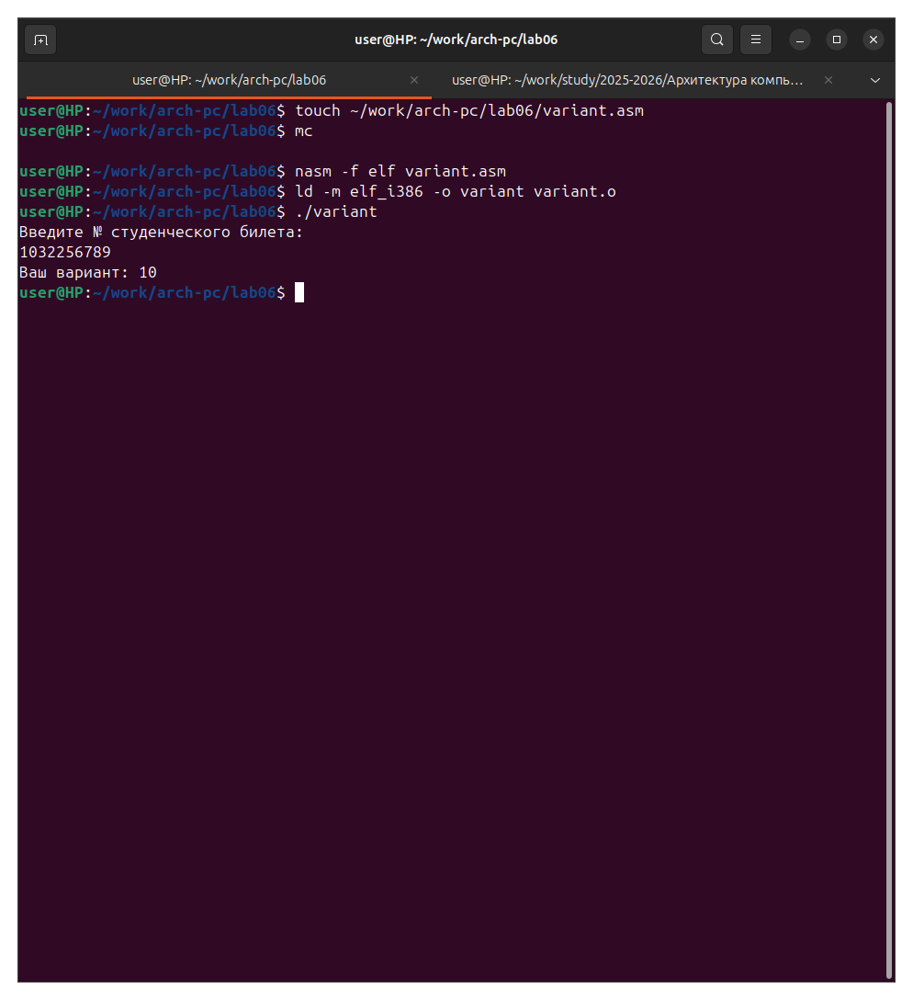 user@HP: ~/work/arch-pc/lab06
user@HP: ~/work/arch-pc/lab06
user@HP: ~/work/study/2025-2026/Архитектура компь…
user@HP:~/work/arch-pc/lab06$ touch ~/work/arch-pc/lab06/variant.asm
user@HP:~/work/arch-pc/lab06$ mc
user@HP:~/work/arch-pc/lab06$ nasm -f elf variant.asm
user@HP:~/work/arch-pc/lab06$ ld -m elf_i386 -o variant variant.o
user@HP:~/work/arch-pc/lab06$ ./variant
Введите № студенческого билета:
1032256789
Ваш вариант: 10
user@HP:~/work/arch-pc/lab06$